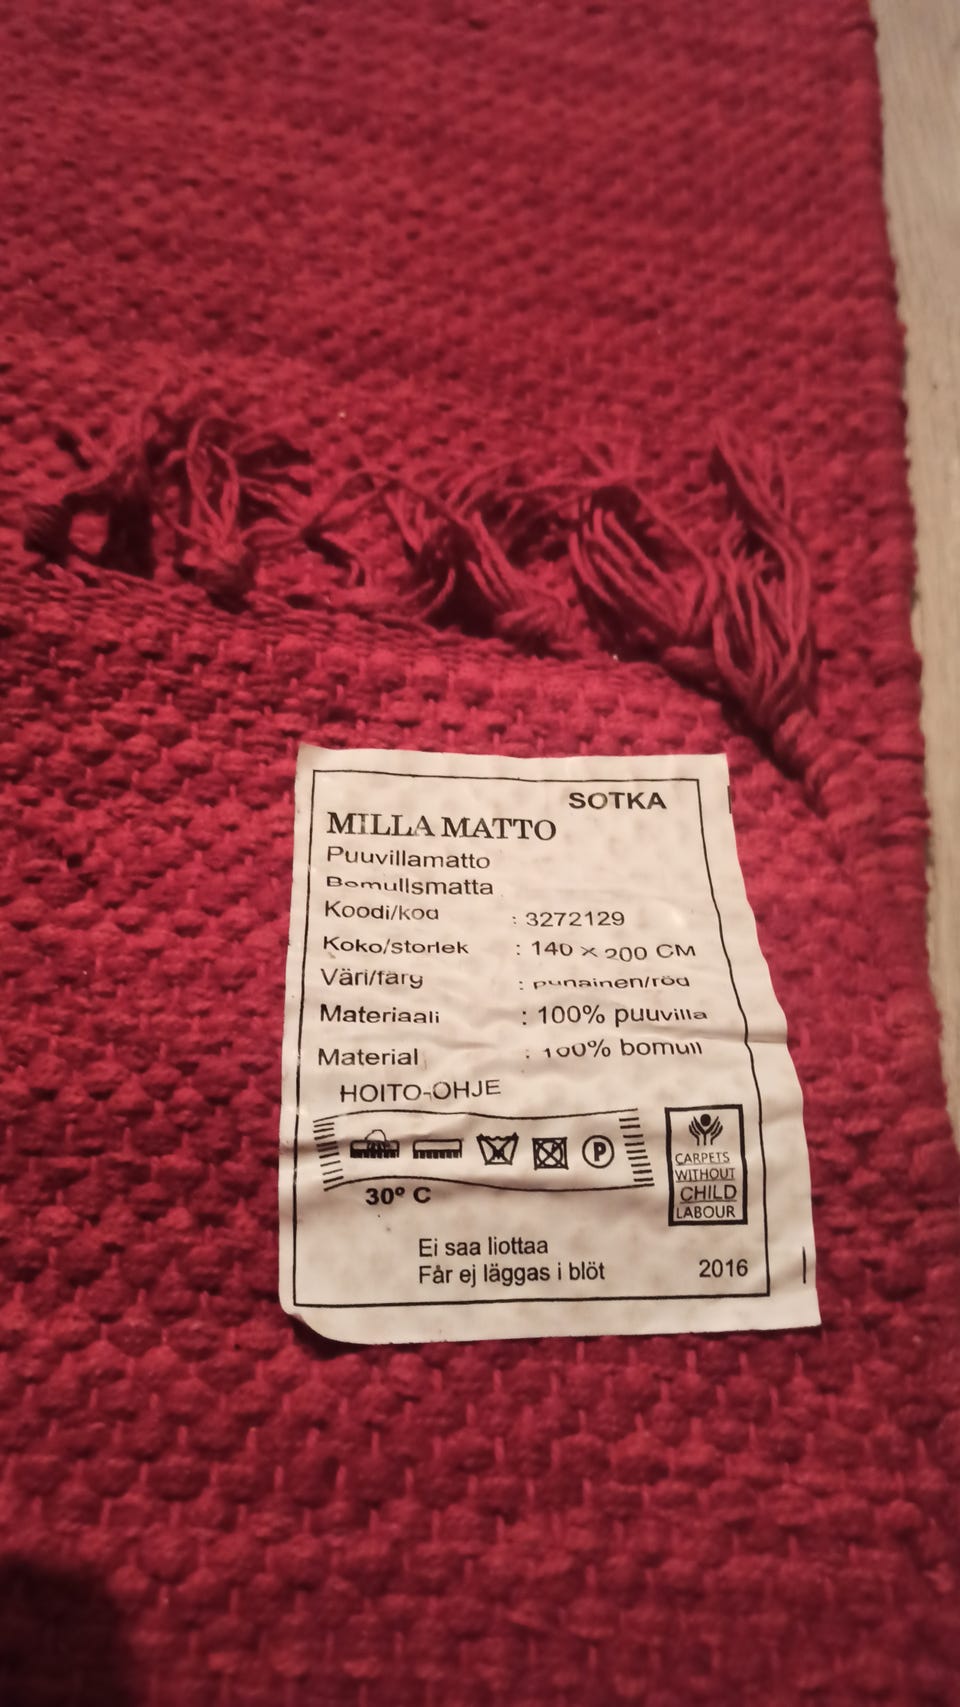 SOTKA
MILLA MATTO
Puuvillamatto
Bomullsmatta
Koodi/kod : 3272129
Koko/storlek : 140 x 200 CM
Väri/färg : punainen/röd
Materiaali : 100% puuvilla
Material : 100% bomull
HOITO-OHJE
P
30º C
CARPETS
WITHOUT
CHILD
LABOUR
Ei saa liottaa
Får ej läggas i blöt
2016